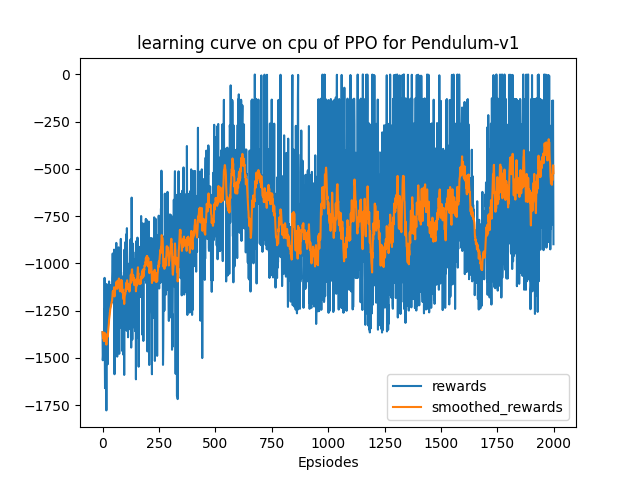 learning curve on cpu of PPO for Pendulum-v1
0
−250
−500
−750
−1000
−1250
−1500
−1750
rewards
smoothed_rewards
0 250 500 750 1000 1250 1500 1750 2000
Epsiodes